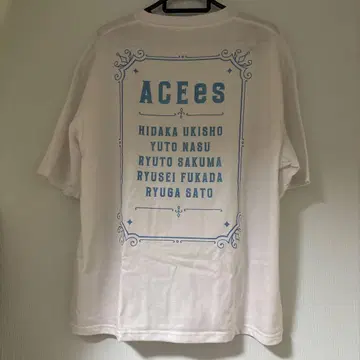 ACEes
HIDAKA UKISHO
YUTO NASU
RYUTO SAKUMA
RYUSEI FUKADA
RYUGA SATO